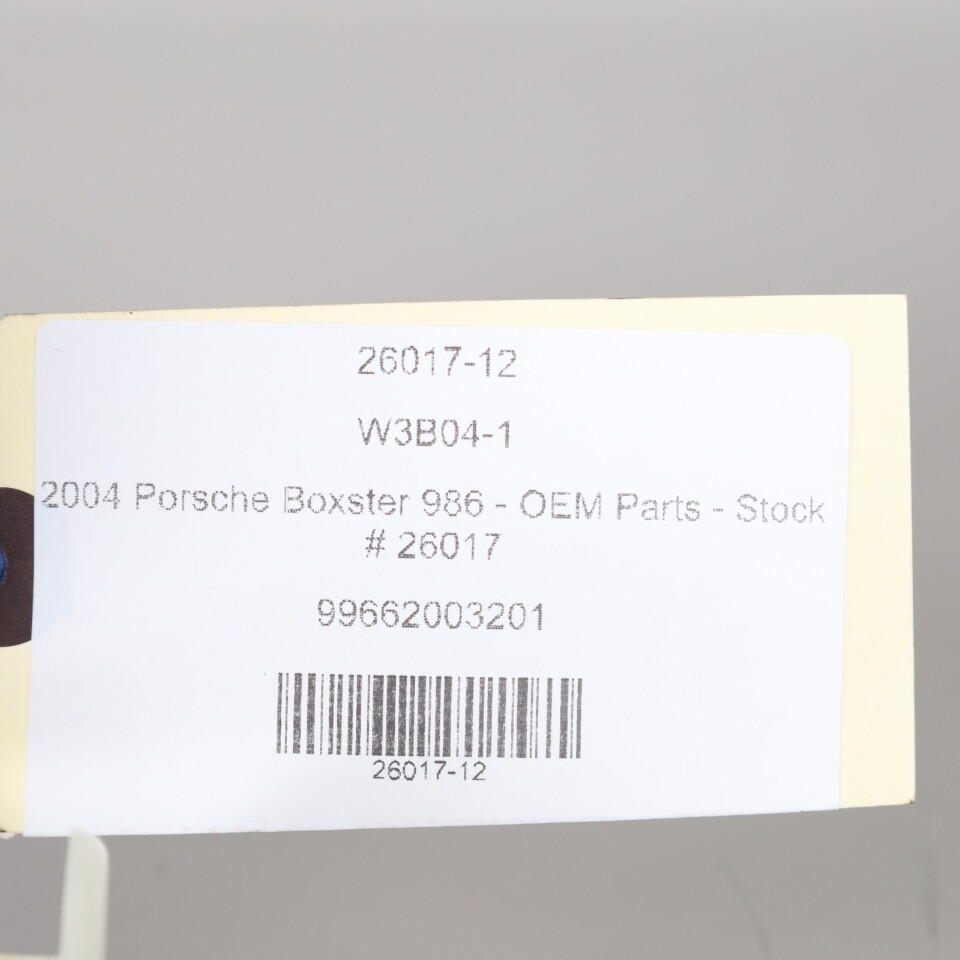 26017-12
W3B04-1
2004 Porsche Boxster 986 - OEM Parts - Stock
# 26017
99662003201
26017-12